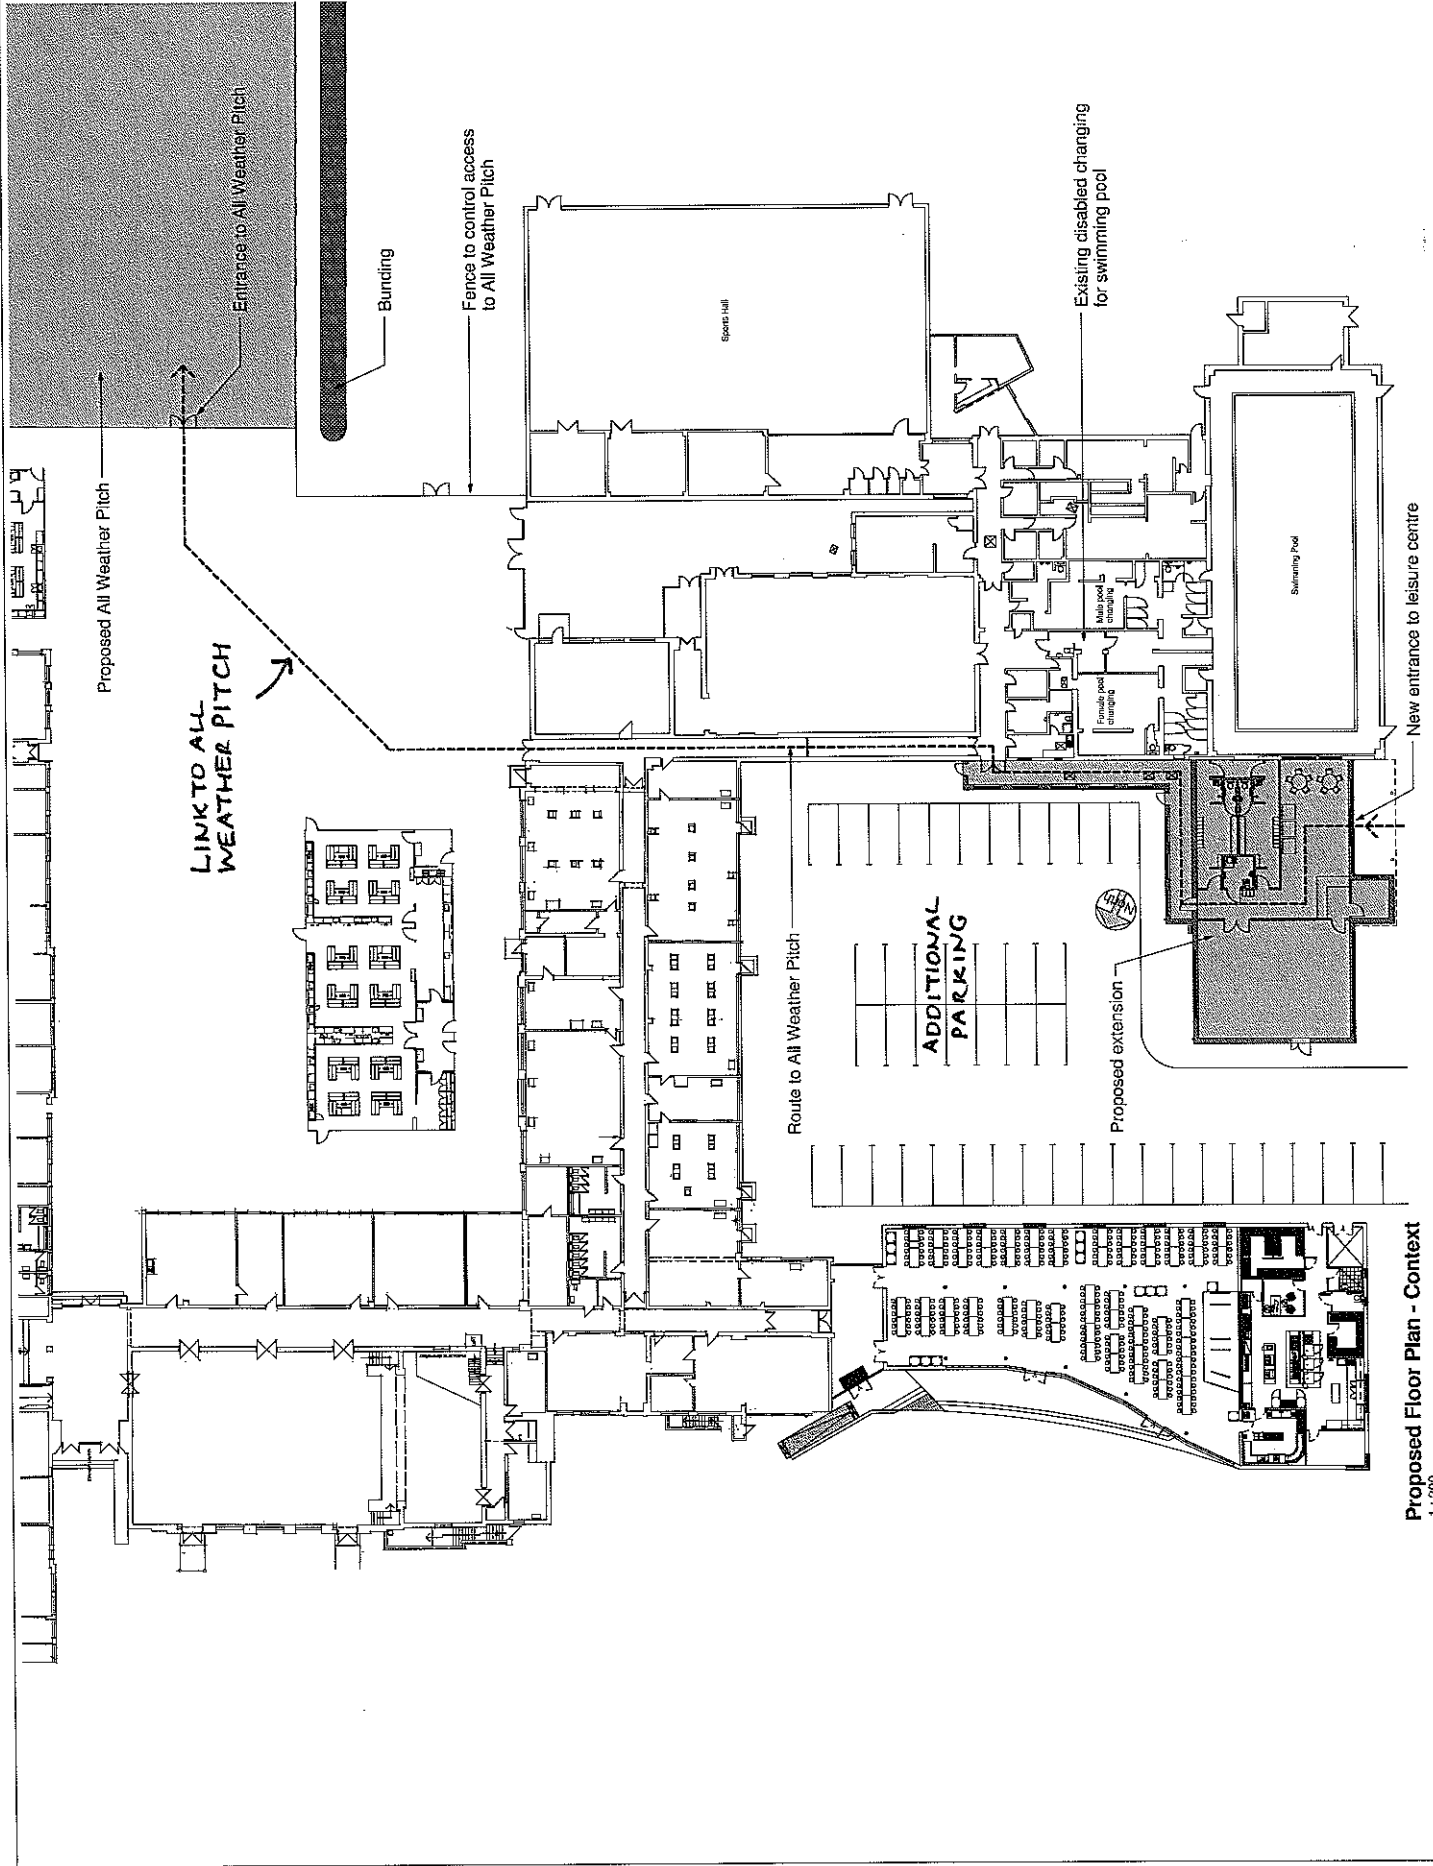 Proposed All Weather Pitch
Entrance to All Weather Pitch
Bunding
LINK TO ALL
WEATHER PITCH
Fence to control access
to All Weather Pitch
Sports Hall
Existing disabled changing
for swimming pool
Male pool
changing
Female pool
changing
Swimming Pool
Route to All Weather Pitch
ADDITIONAL
PARKING
North
Proposed extension
New entrance to leisure centre
Proposed Floor Plan - Context